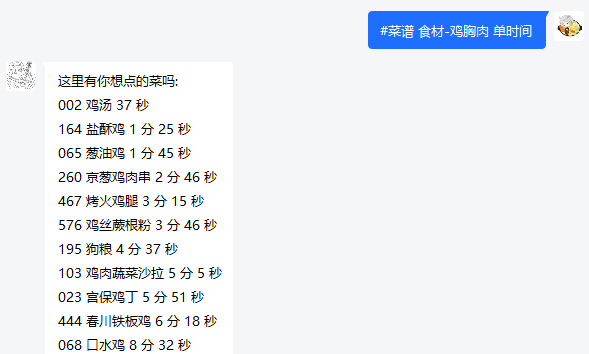 #菜谱 食材-鸡胸肉 单时间
这里有你想点的菜吗:
002 鸡汤 37 秒
164 盐酥鸡 1 分 25 秒
065 葱油鸡 1 分 45 秒
260 京葱鸡肉串 2 分 46 秒
467 烤火鸡腿 3 分 15 秒
576 鸡丝蕨根粉 3 分 46 秒
195 狗粮 4 分 37 秒
103 鸡肉蔬菜沙拉 5 分 5 秒
023 宫保鸡丁 5 分 51 秒
444 春川铁板鸡 6 分 18 秒
068 口水鸡 8 分 32 秒